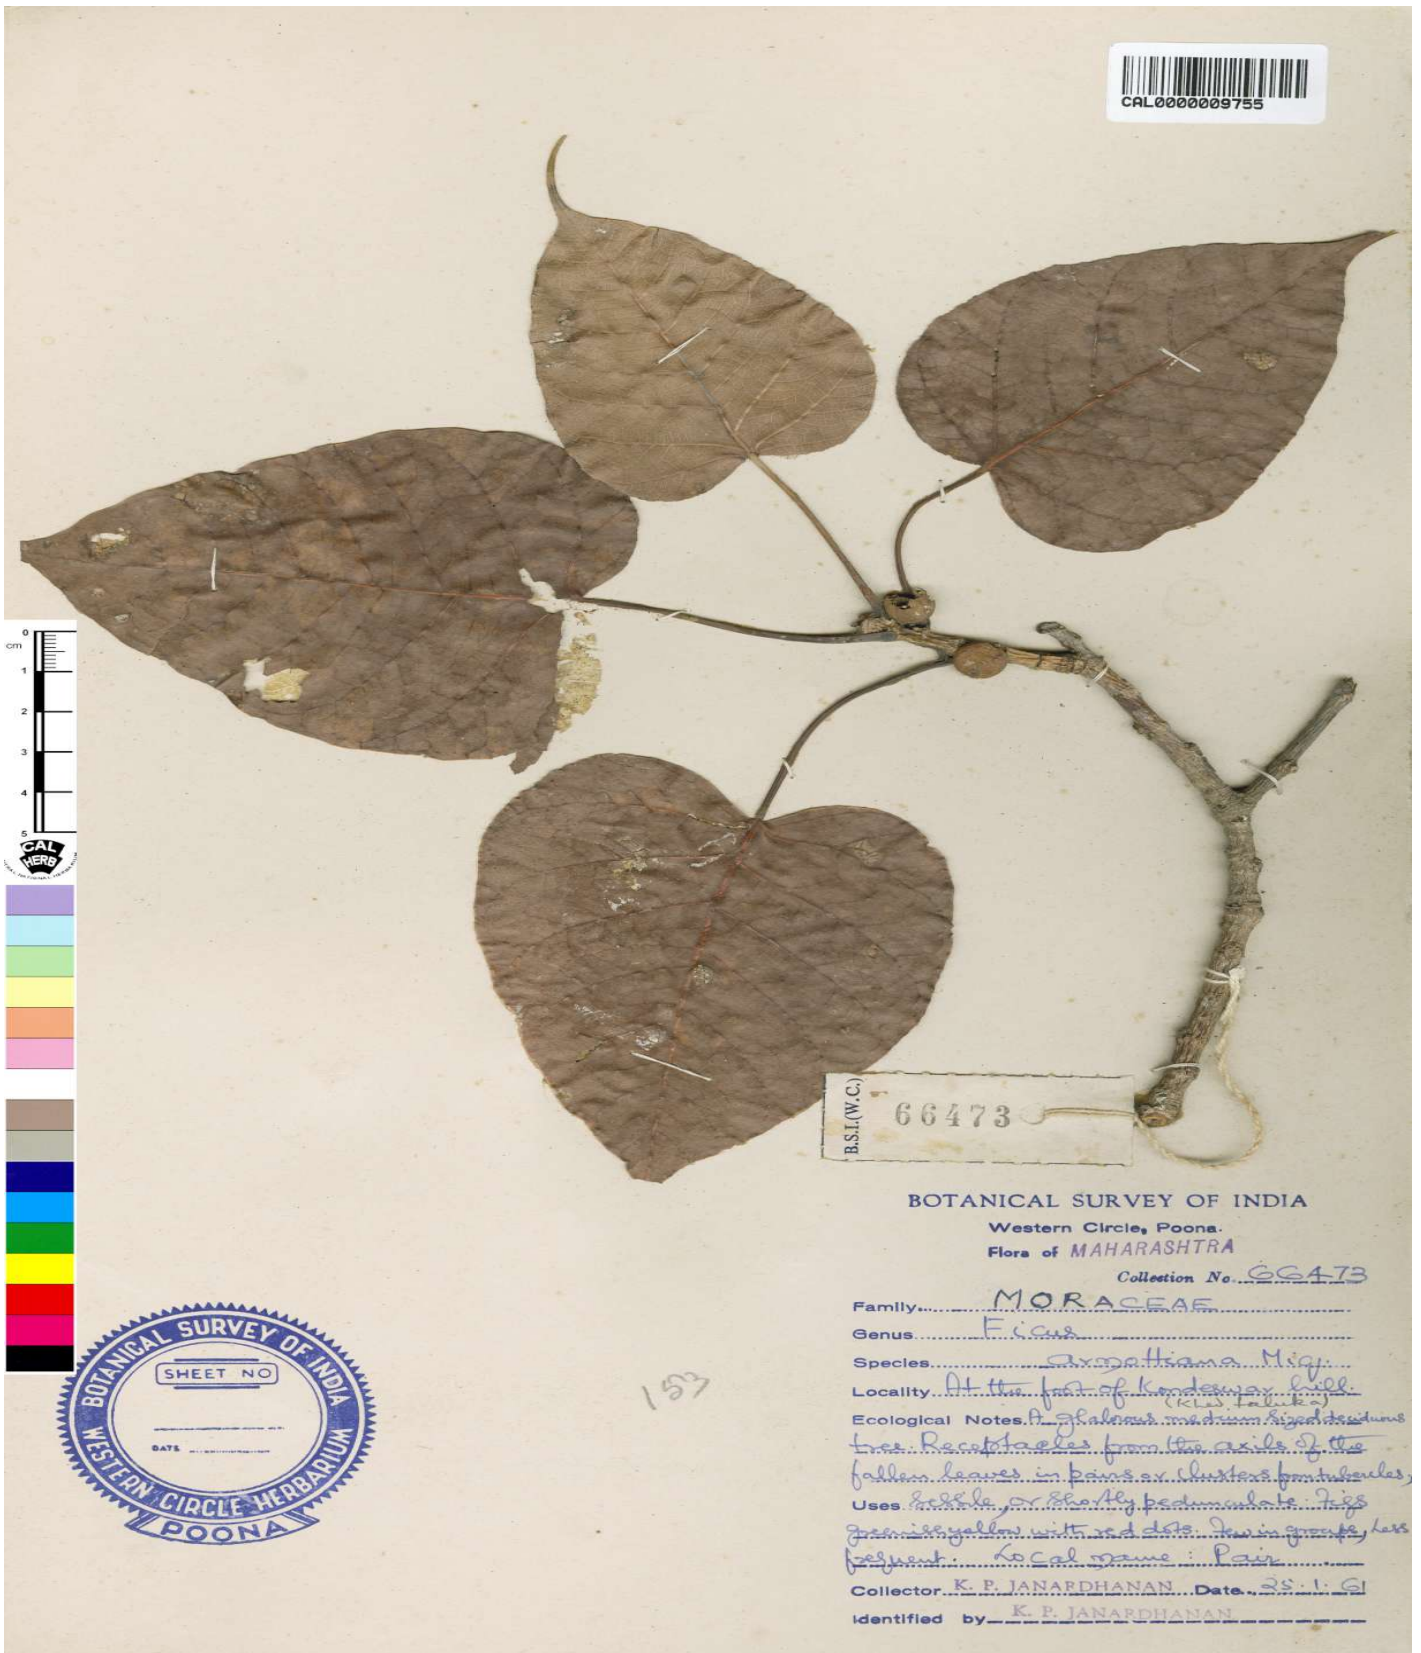 CAL0000009755
0
cm
1
2
3
4
5
CAL
HERB
B.S.I.(W.C.)
66473
BOTANICAL SURVEY OF INDIA
Western Circle, Poona.
Flora of MAHARASHTRA
Collection No. 66473
Family MORACEAE
Genus Ficus
Species arnottiana Miq.
Locality At the foot of Kondeswar hill.
(Khed taluka)
Ecological Notes A glabrous medium sized deciduous
tree. Receptacles from the axils of the
fallen leaves in pairs or clusters from tubercles,
Uses Sessile, or shortly pedunculate. Figs
greenish yellow with red dots. Few in groups, Less
frequent. Local name: Pair
Collector K. P. JANARDHANAN Date 25.1.61
Identified by K. P. JANARDHANAN
153
BOTANICAL SURVEY OF INDIA
SHEET NO
DATE
WESTERN CIRCLE HERBARIUM
POONA